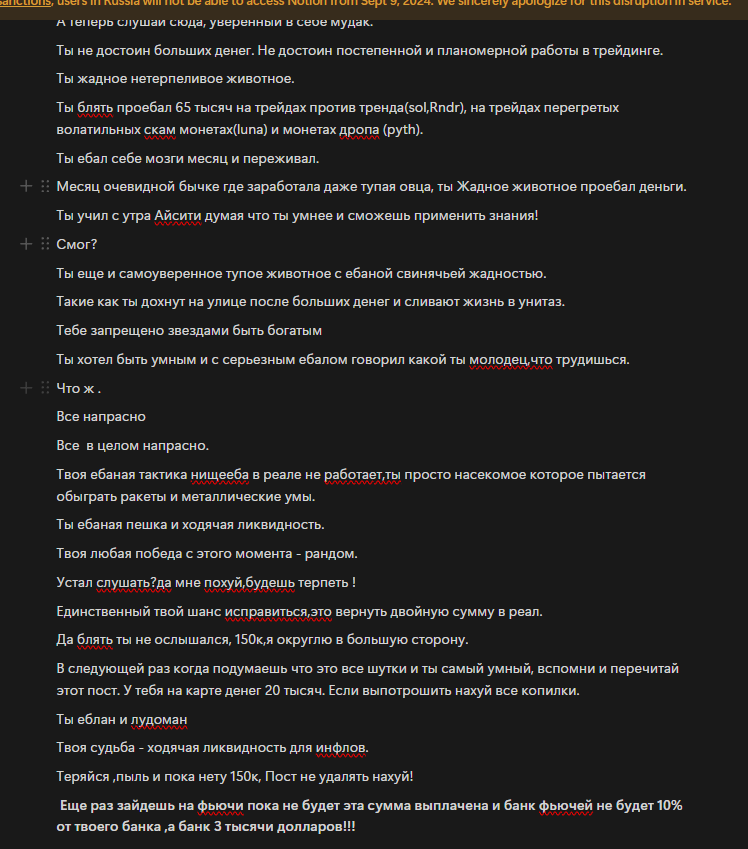 sanctions, users in Russia will not be able to access Notion from Sept 9, 2024. We sincerely apologize for this disruption in service.
А теперь слушай сюда, уверенный в себе мудак.
Ты не достоин больших денег. Не достоин постепенной и планомерной работы в трейдинге.
Ты жадное нетерпеливое животное.
Ты блять проебал 65 тысяч на трейдах против тренда(sol,Rndr), на трейдах перегретых
волатильных скам монетах(luna) и монетах дропа (pyth).
Ты ебал себе мозги месяц и переживал.
Месяц очевидной бычке где заработала даже тупая овца, ты Жадное животное проебал деньги.
Ты учил с утра Айсити думая что ты умнее и сможешь применить знания!
Смог?
Ты еще и самоуверенное тупое животное с ебаной свинячьей жадностью.
Такие как ты дохнут на улице после больших денег и сливают жизнь в унитаз.
Тебе запрещено звездами быть богатым
Ты хотел быть умным и с серьезным ебалом говорил какой ты молодец,что трудишься.
Что ж .
Все напрасно
Все  в целом напрасно.
Твоя ебаная тактика нищееба в реале не работает,ты просто насекомое которое пытается
обыграть ракеты и металлические умы.
Ты ебаная пешка и ходячая ликвидность.
Твоя любая победа с этого момента - рандом.
Устал слушать?да мне похуй,будешь терпеть !
Единственный твой шанс исправиться,это вернуть двойную сумму в реал.
Да блять ты не ослышался, 150к,я округлю в большую сторону.
В следующей раз когда подумаешь что это все шутки и ты самый умный, вспомни и перечитай
этот пост. У тебя на карте денег 20 тысяч. Если выпотрошить нахуй все копилки.
Ты еблан и лудоман
Твоя судьба - ходячая ликвидность для инфлов.
Теряйся ,пыль и пока нету 150к, Пост не удалять нахуй!
Еще раз зайдешь на фьючи пока не будет эта сумма выплачена и банк фьючей не будет 10%
от твоего банка ,а банк 3 тысячи долларов!!!